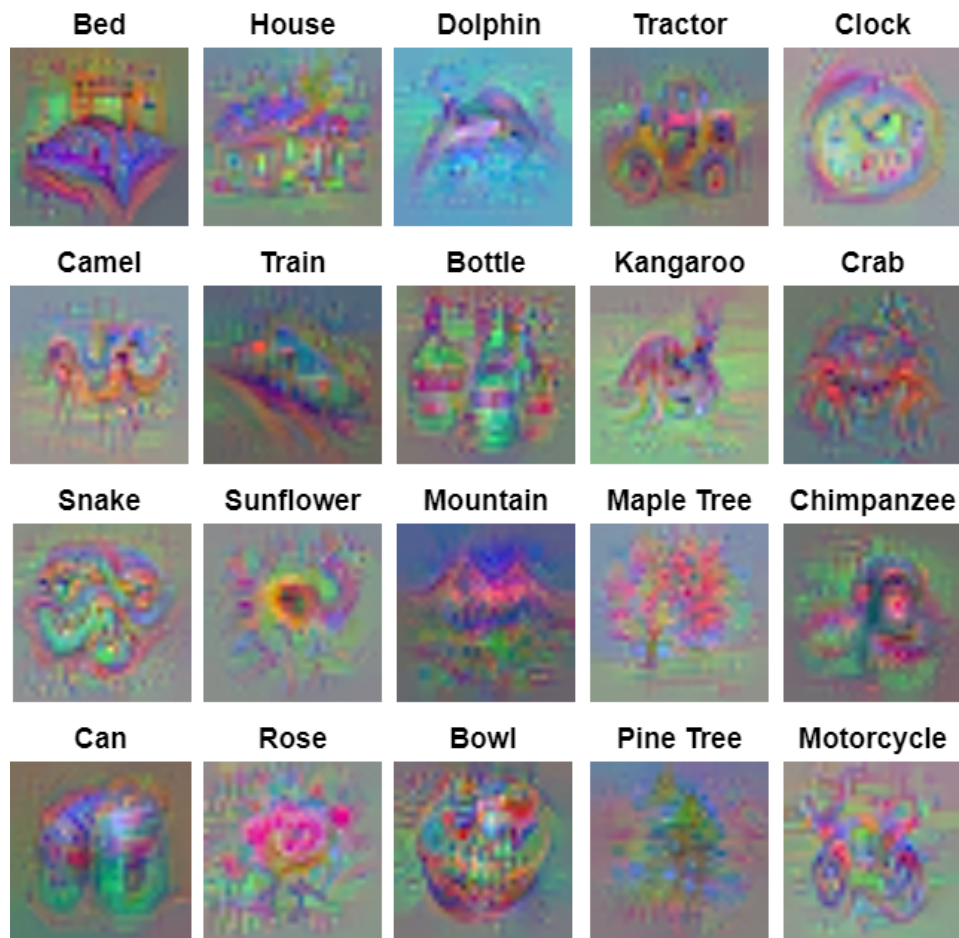 Bed House Dolphin Tractor Clock
Camel Train Bottle Kangaroo Crab
Snake Sunflower Mountain Maple Tree Chimpanzee
Can Rose Bowl Pine Tree Motorcycle